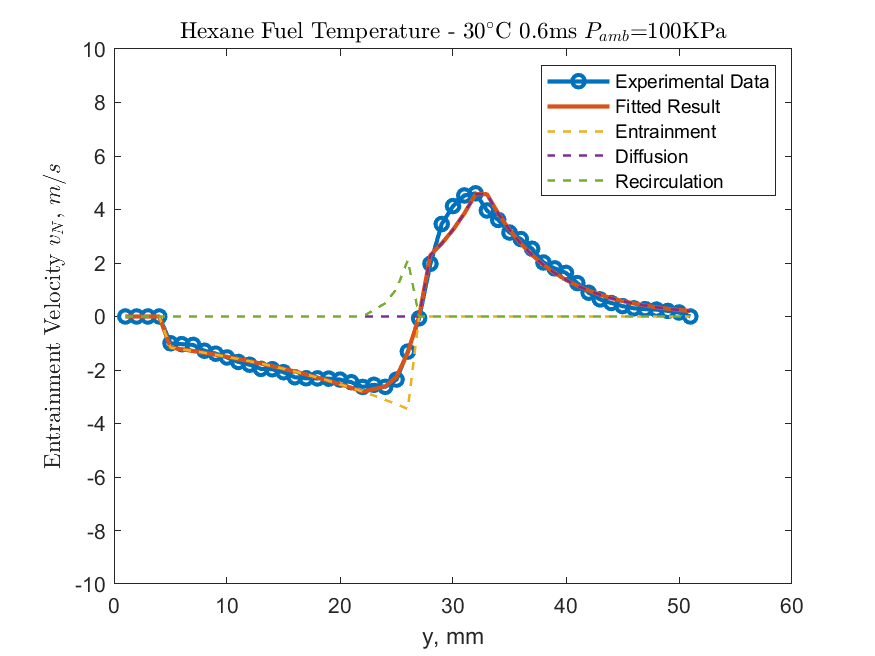 Hexane Fuel Temperature - 30°C 0.6ms P_amb=100KPa
Experimental Data
Fitted Result
Entrainment
Diffusion
Recirculation
Entrainment Velocity v_N, m/s
10
8
6
4
2
0
-2
-4
-6
-8
-10
0 10 20 30 40 50 60
y, mm